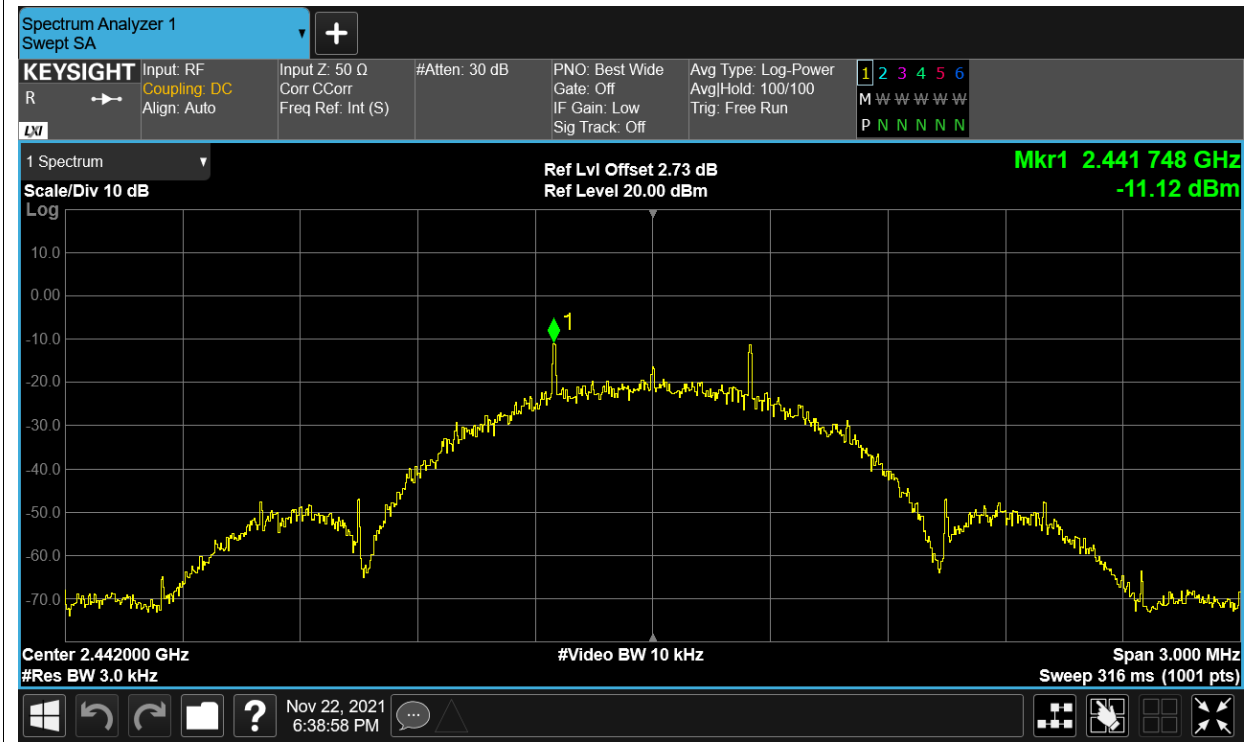 Spectrum Analyzer 1
Swept SA
KEYSIGHT
R
LXI
Input: RF
Coupling: DC
Align: Auto
Input Z: 50 Ω
Corr CCorr
Freq Ref: Int (S)
#Atten: 30 dB
PNO: Best Wide
Gate: Off
IF Gain: Low
Sig Track: Off
Avg Type: Log-Power
Avg|Hold: 100/100
Trig: Free Run
1 2 3 4 5 6
M W W W W W
P N N N N N
1 Spectrum
Scale/Div 10 dB
Log
Ref Lvl Offset 2.73 dB
Ref Level 20.00 dBm
Mkr1 2.441 748 GHz
-11.12 dBm
10.0
0.00
-10.0
-20.0
-30.0
-40.0
-50.0
-60.0
-70.0
1
Center 2.442000 GHz
#Res BW 3.0 kHz
#Video BW 10 kHz
Span 3.000 MHz
Sweep 316 ms (1001 pts)
?
Nov 22, 2021
6:38:58 PM